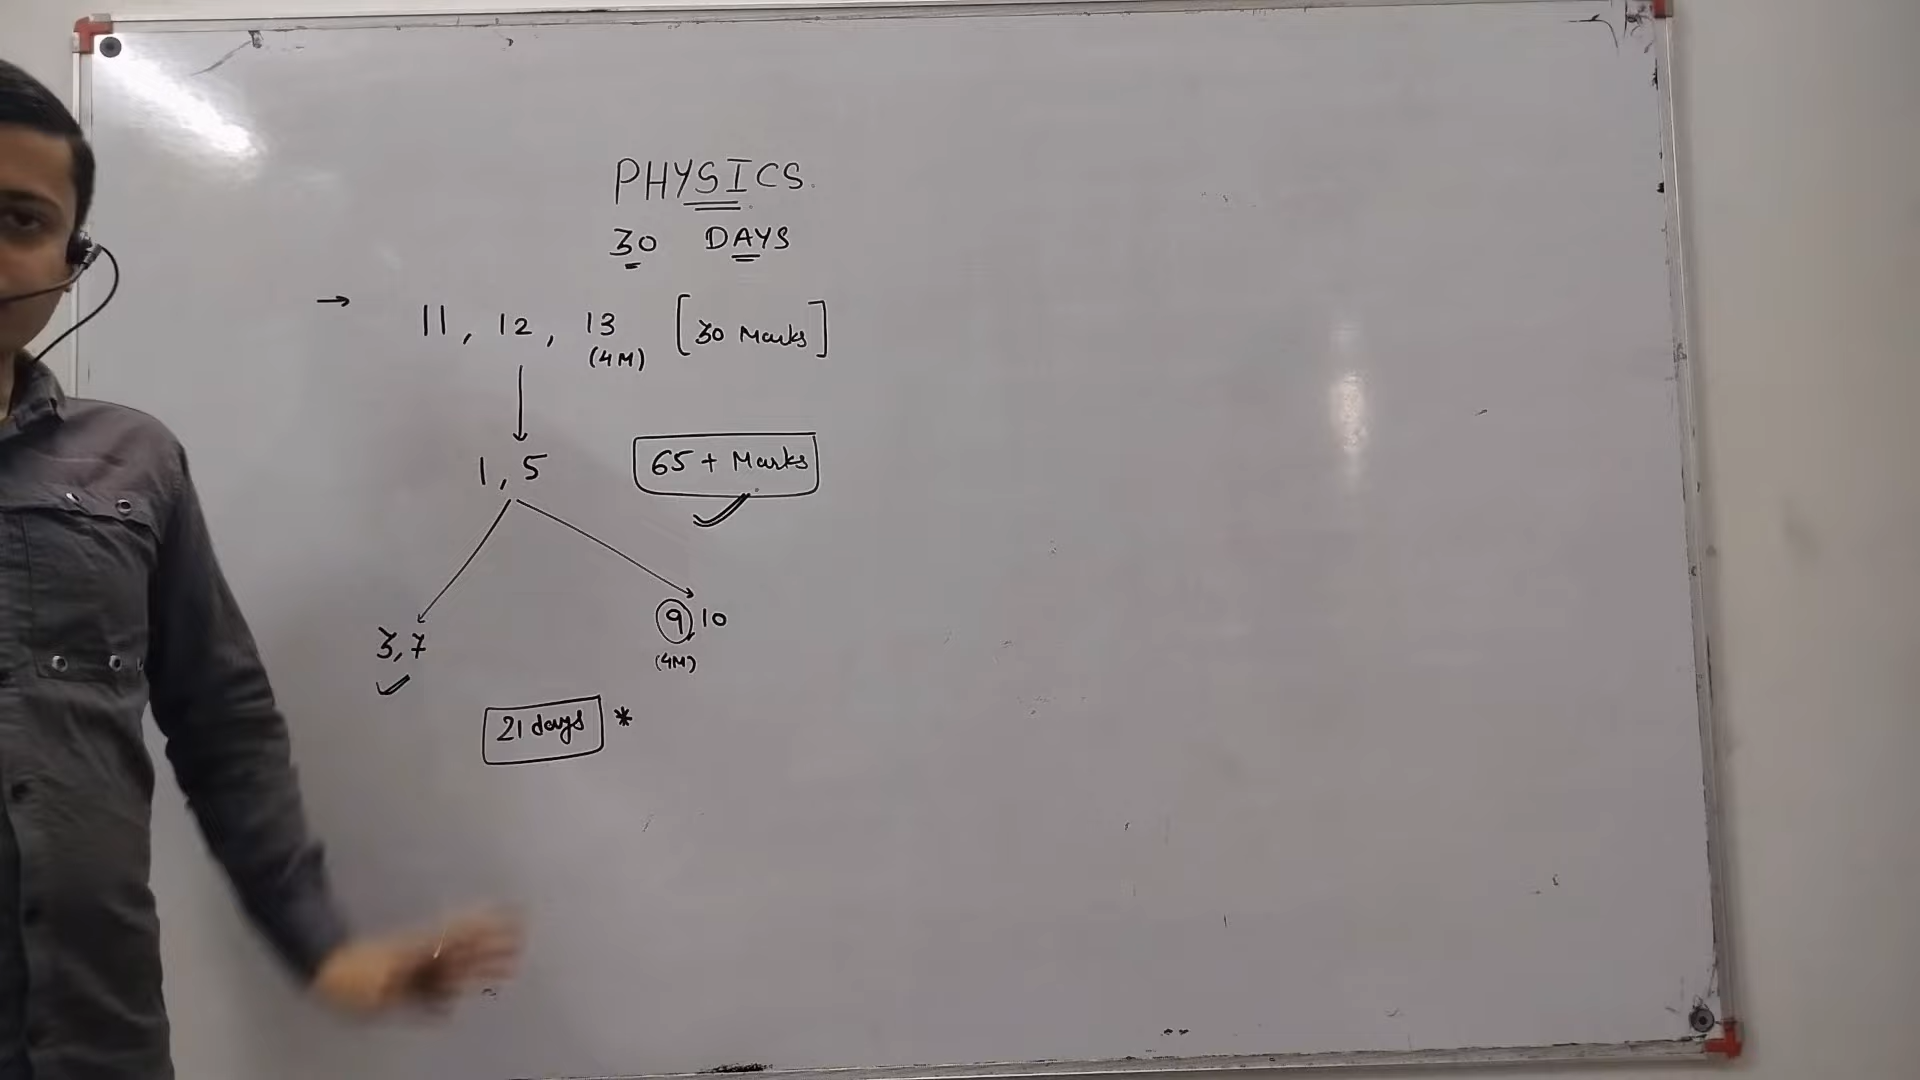 PHYSICS.
30 DAYS
→ 11, 12, 13 [30 Marks]
(4M)
1, 5
65 + Marks
3, 7
9, 10
(4M)
21 days *